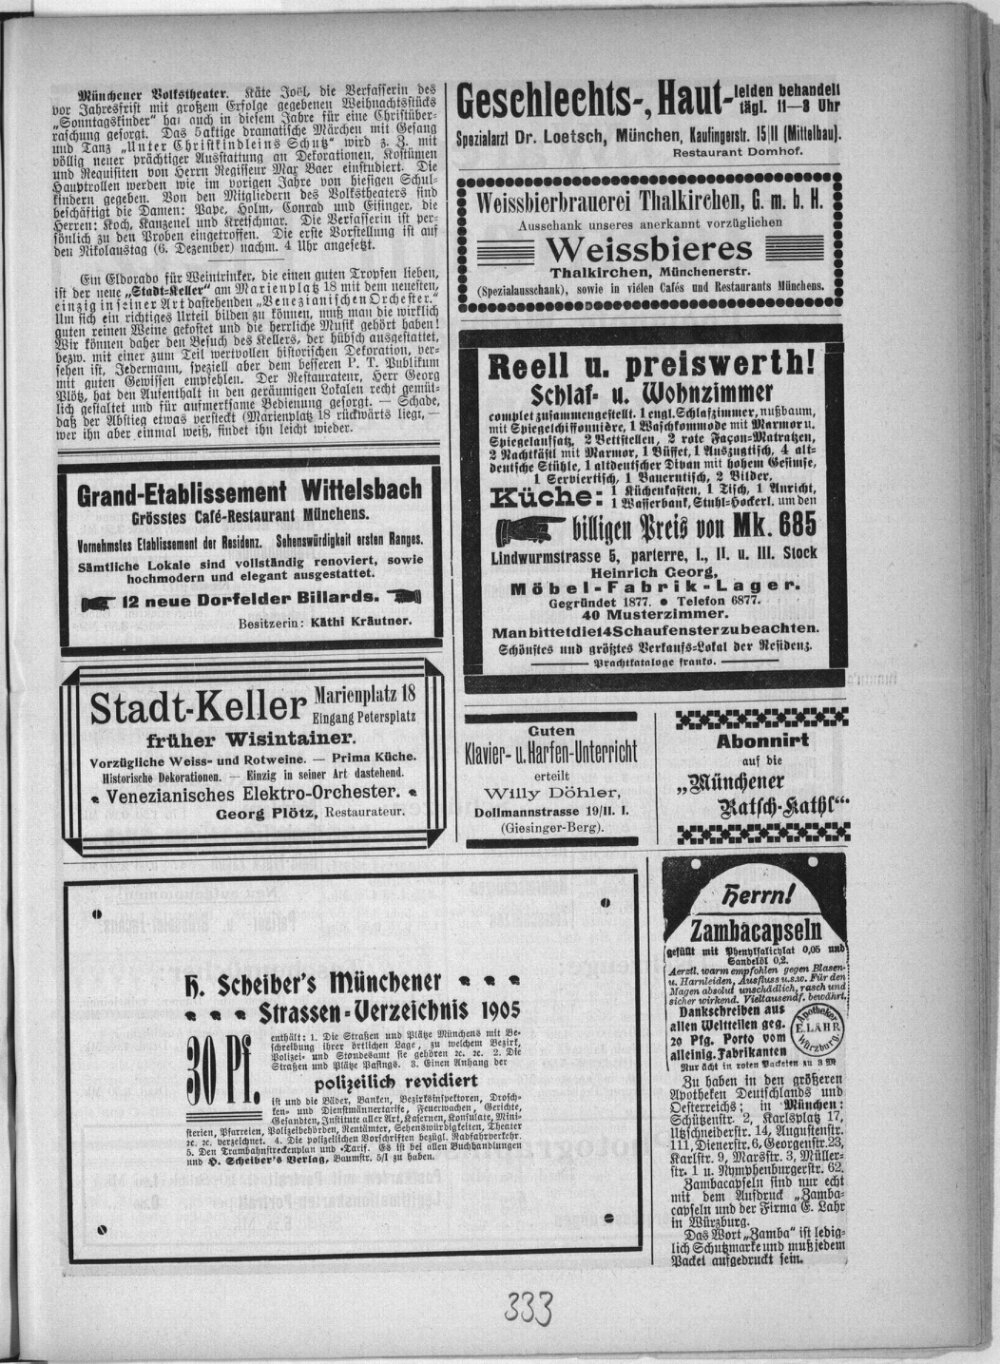 Münchener Volkstheater. Käte Joël, die Verfasserin des
vor Jahresfrist mit großem Erfolge gegebenen Weihnachtsstücks
„Sonntagskinder“ hat auch in diesem Jahre für eine Christüber-
raschung gesorgt. Das 5aktige dramatische Märchen mit Gesang
und Tanz „Unter Christkindleins Schutz“ wird z. Z. mit
völlig neuer prächtiger Ausstattung an Dekorationen, Kostümen
und Requisiten von Herrn Regisseur Max Baer einstudiert. Die
Hauptrollen werden wie im vorigen Jahre von hiesigen Schul-
kindern gegeben. Von den Mitgliedern des Volkstheaters sind
beschäftigt die Damen: Pape, Holm, Conrad und Eisinger, die
Herren: Koch, Kanzenel und Kretschmar. Die Verfasserin ist per-
sönlich zu den Proben eingetroffen. Die erste Vorstellung ist auf
den Nikolaustag (6. Dezember) nachm. 4 Uhr angesetzt.
Ein Eldorado für Weintrinker, die einen guten Tropfen lieben,
ist der neue „Stadt-Keller“ am Marienplatz 18 mit dem neuesten,
einzig in seiner Art dastehenden „Venezianischen Orchester.“
Um sich ein richtiges Urteil bilden zu können, muß man die wirklich
guten reinen Weine gekostet und die herrliche Musik gehört haben!
Wir können daher den Besuch des Kellers, der hübsch ausgestattet,
bezw. mit einer zum Teil wertvollen historischen Dekoration, ver-
sehen ist, Jedermann, speziell aber dem besseren P. T. Publikum
mit guten Gewissen empfehlen. Der Restaurateur, Herr Georg
Plötz, hat den Aufenthalt in den geräumigen Lokalen recht gemüt-
lich gestaltet und für aufmerksame Bedienung gesorgt. — Schade,
daß der Abstieg etwas versteckt (Marienplatz 18 rückwärts liegt, —
wer ihn aber einmal weiß, findet ihn leicht wieder.
Grand-Etablissement Wittelsbach
Grösstes Café-Restaurant Münchens.
Vornehmstes Etablissement der Residenz. Sehenswürdigkeit ersten Ranges.
Sämtliche Lokale sind vollständig renoviert, sowie
hochmodern und elegant ausgestattet.
12 neue Dorfelder Billards.
Besitzerin: Käthi Kräutner.
Stadt-Keller Marienplatz 18
Eingang Petersplatz
früher Wisintainer.
Vorzügliche Weiss- und Rotweine. — Prima Küche.
Historische Dekorationen. — Einzig in seiner Art dastehend.
Venezianisches Elektro-Orchester.
Georg Plötz, Restaurateur.
Geschlechts-, Haut- leiden behandelt
tägl. 11—8 Uhr
Spezialarzt Dr. Loetsch, München, Kaufingerstr. 15/II (Mittelbau).
Restaurant Domhof.
Weissbierbrauerei Thalkirchen, G. m. b. H.
Ausschank unseres anerkannt vorzüglichen
Weissbieres
Thalkirchen, Münchenerstr.
(Spezialausschank), sowie in vielen Cafés und Restaurants Münchens.
Reell u. preiswerth!
Schlaf- u. Wohnzimmer
complet zusammengestellt. 1 engl. Schlafzimmer, nußbaum,
mit Spiegelchiffonniére, 1 Waschkommode mit Marmor u.
Spiegelaufsatz, 2 Bettstellen, 2 rote Façon-Matratzen,
2 Nachtkästl mit Marmor, 1 Büffet, 1 Auszugtisch, 4 alt-
deutsche Stühle, 1 altdeutscher Divan mit hohem Gesimse,
1 Serviertisch, 1 Bauerntisch, 2 Bilder,
Küche: 1 Küchenkasten, 1 Tisch, 1 Anricht,
1 Wasserbank, Stuhl-Hockerl, um den
billigen Preis von Mk. 685
Lindwurmstrasse 5, parterre, I., II. u. III. Stock
Heinrich Georg,
Möbel-Fabrik-Lager.
Gegründet 1877. • Telefon 6877.
40 Musterzimmer.
Man bittet die 14 Schaufenster zu beachten.
Schönstes und größtes Verkaufs-Lokal der Residenz.
Prachtkataloge franko.
Guten
Klavier- u. Harfen-Unterricht
erteilt
Willy Döhler,
Dollmannstrasse 19/II. I.
(Giesinger-Berg).
Abonnirt
auf die
„Münchener
Ratsch-Kathl“
H. Scheiber's Münchener
Strassen-Verzeichnis 1905
30 Pf.
enthält: 1. Die Straßen und Plätze Münchens mit Be-
schreibung ihrer örtlichen Lage, zu welchem Bezirk,
Polizei- und Standesamt sie gehören ec. ec. 2. Die
Straßen und Plätze Pasings. 3. Einen Anhang der
polizeilich revidiert
ist und die Bäder, Banken, Bezirksinspektoren, Drosch-
ken- und Dienstmännertarife, Feuerwachen, Gerichte,
Gesandten, Institute aller Art, Kasernen, Konsulate, Mini-
sterien, Pfarreien, Polizeibehörden, Rentämter, Sehenswürdigkeiten, Theater
ec. ec. verzeichnet. 4. Die polizeilichen Vorschriften bezügl. Radfahrverkehr.
5. Den Trambahnstreckenplan und -Tarif. Es ist bei allen Buchhandlungen
und H. Scheiber's Verlag, Baumstr. 5/I zu haben.
Herrn!
Zambacapseln
gefüllt mit Phenylsalicylat 0,05 und
Sandelöl 0,2.
Aerztl. warm empfohlen gegen Blasen-
u. Harnleiden, Ausfluss u.s.w. Für den
Magen absolut unschädlich, rasch und
sicher wirkend. Vieltausendf. bewährt.
Dankschreiben aus
allen Weltteilen geg.
20 Pfg. Porto vom
alleinig. Fabrikanten
Apotheker
E. LAHR
Würzburg
Nur ächt in roten Packeten zu 3 M
Zu haben in den größeren
Apotheken Deutschlands und
Oesterreichs; in München:
Schützenstr. 2, Karlsplatz 17,
Utzschneiderstr. 14, Augustenstr.
111, Dienerstr. 6, Georgenstr. 23,
Karlstr. 9, Marsstr. 3, Müller-
str. 1 u. Nymphenburgerstr. 62.
Zambacapseln sind nur echt
mit dem Aufdruck „Zamba-
capseln und der Firma E. Lahr
in Würzburg.
Das Wort „Zamba“ ist ledig-
lich Schutzmarke und muß jedem
Packet aufgedruckt sein.
333